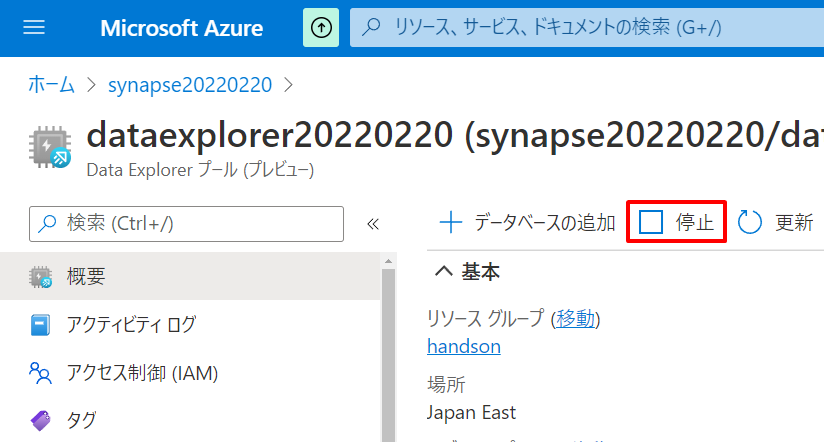 Microsoft Azure
リソース、サービス、ドキュメントの検索 (G+/)
ホーム > synapse20220220 >
dataexplorer20220220 (synapse20220220/dat
Data Explorer プール (プレビュー)
検索 (Ctrl+/)
«
+ データベースの追加 停止 更新
概要
アクティビティ ログ
アクセス制御 (IAM)
タグ
基本
リソース グループ (移動)
handson
場所
Japan East